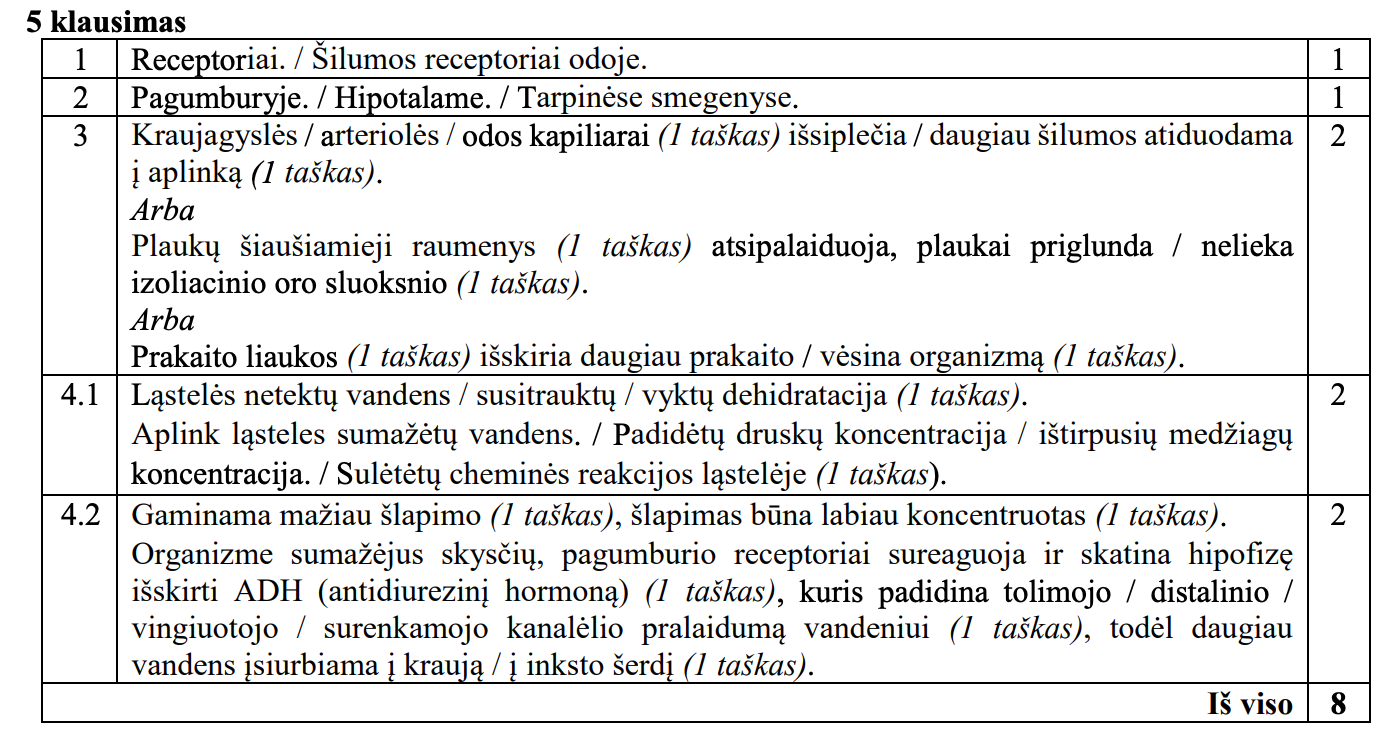 5 klausimas
1 Receptoriai. / Šilumos receptoriai odoje. 1
2 Pagumburyje. / Hipotalame. / Tarpinėse smegenyse. 1
3 Kraujagyslės / arteriolės / odos kapiliarai (1 taškas) išsiplečia / daugiau šilumos atiduodama 2
į aplinką (1 taškas).
Arba
Plaukų šiaušiamieji raumenys (1 taškas) atsipalaiduoja, plaukai priglunda / nelieka
izoliacinio oro sluoksnio (1 taškas).
Arba
Prakaito liaukos (1 taškas) išskiria daugiau prakaito / vėsina organizmą (1 taškas).
4.1 Ląstelės netektų vandens / susitrauktų / vyktų dehidratacija (1 taškas). 2
Aplink ląsteles sumažėtų vandens. / Padidėtų druskų koncentracija / ištirpusių medžiagų
koncentracija. / Sulėtėtų cheminės reakcijos ląstelėje (1 taškas).
4.2 Gaminama mažiau šlapimo (1 taškas), šlapimas būna labiau koncentruotas (1 taškas). 2
Organizme sumažėjus skysčių, pagumburio receptoriai sureaguoja ir skatina hipofizę
išskirti ADH (antidiurezinį hormoną) (1 taškas), kuris padidina tolimojo / distalinio /
vingiuotojo / surenkamojo kanalėlio pralaidumą vandeniui (1 taškas), todėl daugiau
vandens įsiurbiama į kraują / į inksto šerdį (1 taškas).
Iš viso 8